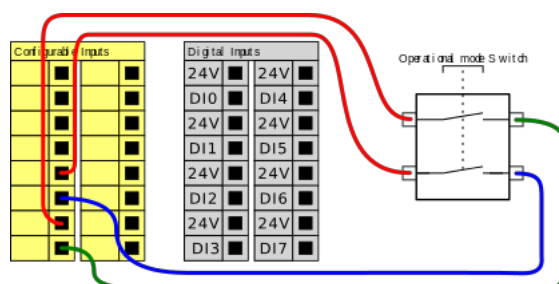 Configurable Inputs
Digital Inputs
Operational mode Switch
24V 24V
DI0 DI4
24V 24V
DI1 DI5
24V 24V
DI2 DI6
24V 24V
DI3 DI7